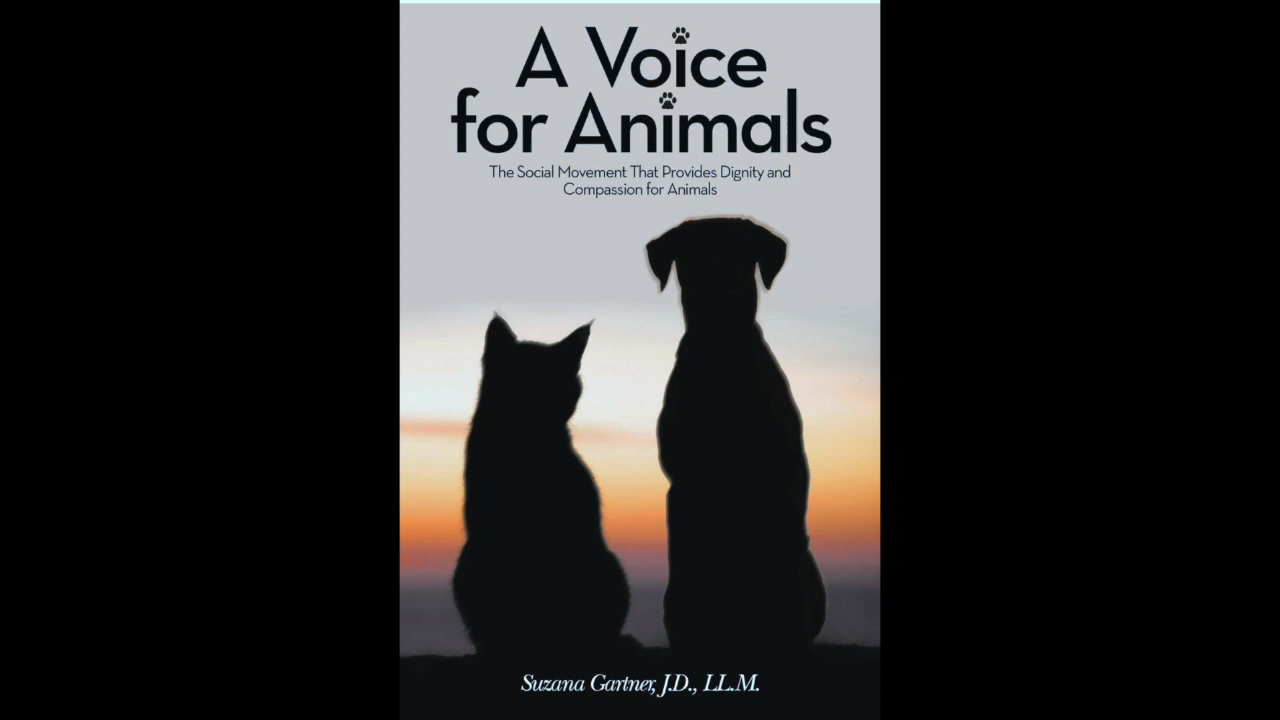 A Voice
for Animals
The Social Movement That Provides Dignity and
Compassion for Animals
Suzana Gartner, J.D., LL.M.